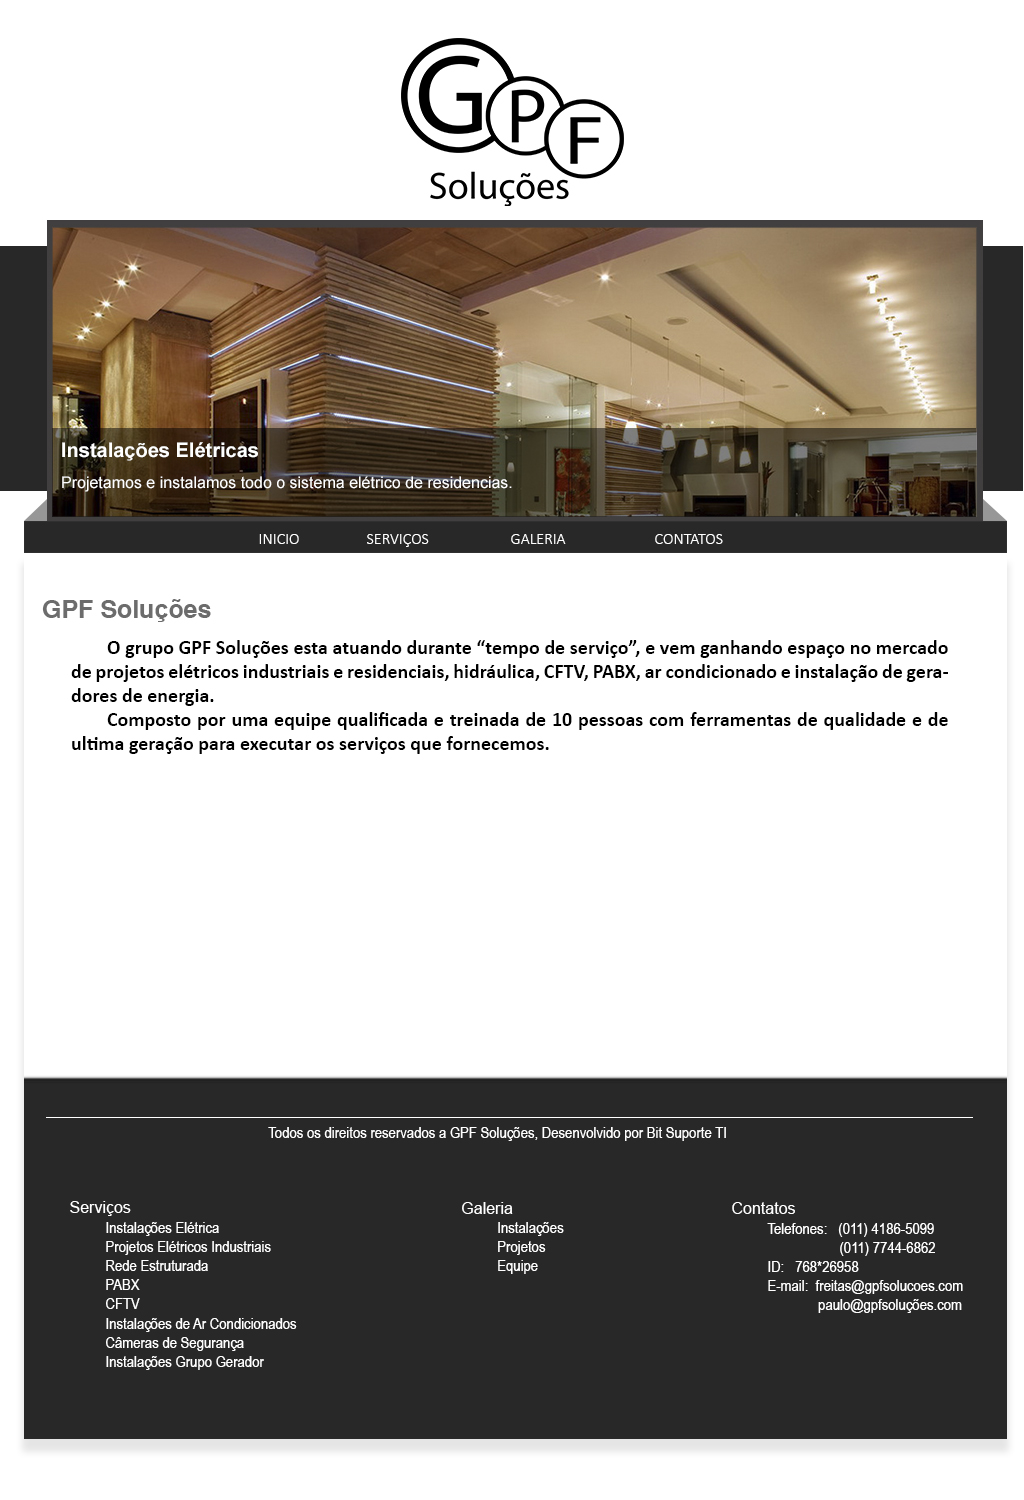 GPF
Soluções
Instalações Elétricas
Projetamos e instalamos todo o sistema elétrico de residencias.
INICIO SERVIÇOS GALERIA CONTATOS
GPF Soluções
O grupo GPF Soluções esta atuando durante “tempo de serviço”, e vem ganhando espaço no mercado
de projetos elétricos industriais e residenciais, hidráulica, CFTV, PABX, ar condicionado e instalação de gera-
dores de energia.
Composto por uma equipe qualificada e treinada de 10 pessoas com ferramentas de qualidade e de
ultima geração para executar os serviços que fornecemos.
Todos os direitos reservados a GPF Soluções, Desenvolvido por Bit Suporte TI
Serviços
Instalações Elétrica
Projetos Elétricos Industriais
Rede Estruturada
PABX
CFTV
Instalações de Ar Condicionados
Câmeras de Segurança
Instalações Grupo Gerador
Galeria
Instalações
Projetos
Equipe
Contatos
Telefones: (011) 4186-5099
(011) 7744-6862
ID: 768*26958
E-mail: freitas@gpfsolucoes.com
paulo@gpfsoluções.com